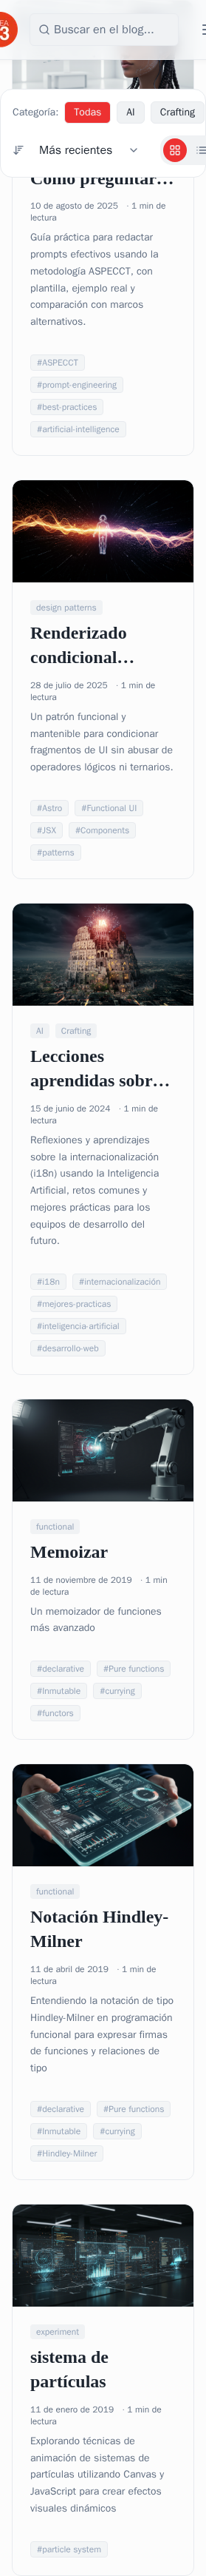 EA
3
Buscar en el blog...
Categoría: Todas AI Crafting
Más recientes
Cómo preguntar…
10 de agosto de 2025 · 1 min de
lectura
Guía práctica para redactar
prompts efectivos usando la
metodología ASPECCT, con
plantilla, ejemplo real y
comparación con marcos
alternativos.
#ASPECCT
#prompt-engineering
#best-practices
#artificial-intelligence
design patterns
Renderizado
condicional…
28 de julio de 2025 · 1 min de
lectura
Un patrón funcional y
mantenible para condicionar
fragmentos de UI sin abusar de
operadores lógicos ni ternarios.
#Astro #Functional UI
#JSX #Components
#patterns
AI Crafting
Lecciones
aprendidas sobr…
15 de junio de 2024 · 1 min de
lectura
Reflexiones y aprendizajes
sobre la internacionalización
(i18n) usando la Inteligencia
Artificial, retos comunes y
mejores prácticas para los
equipos de desarrollo del
futuro.
#i18n #internacionalización
#mejores-practicas
#inteligencia-artificial
#desarrollo-web
functional
Memoizar
11 de noviembre de 2019 · 1 min
de lectura
Un memoizador de funciones
más avanzado
#declarative #Pure functions
#Inmutable #currying
#functors
functional
Notación Hindley-
Milner
11 de abril de 2019 · 1 min de
lectura
Entendiendo la notación de tipo
Hindley-Milner en programación
funcional para expresar firmas
de funciones y relaciones de
tipo
#declarative #Pure functions
#Inmutable #currying
#Hindley-Milner
experiment
sistema de
partículas
11 de enero de 2019 · 1 min de
lectura
Explorando técnicas de
animación de sistemas de
partículas utilizando Canvas y
JavaScript para crear efectos
visuales dinámicos
#particle system